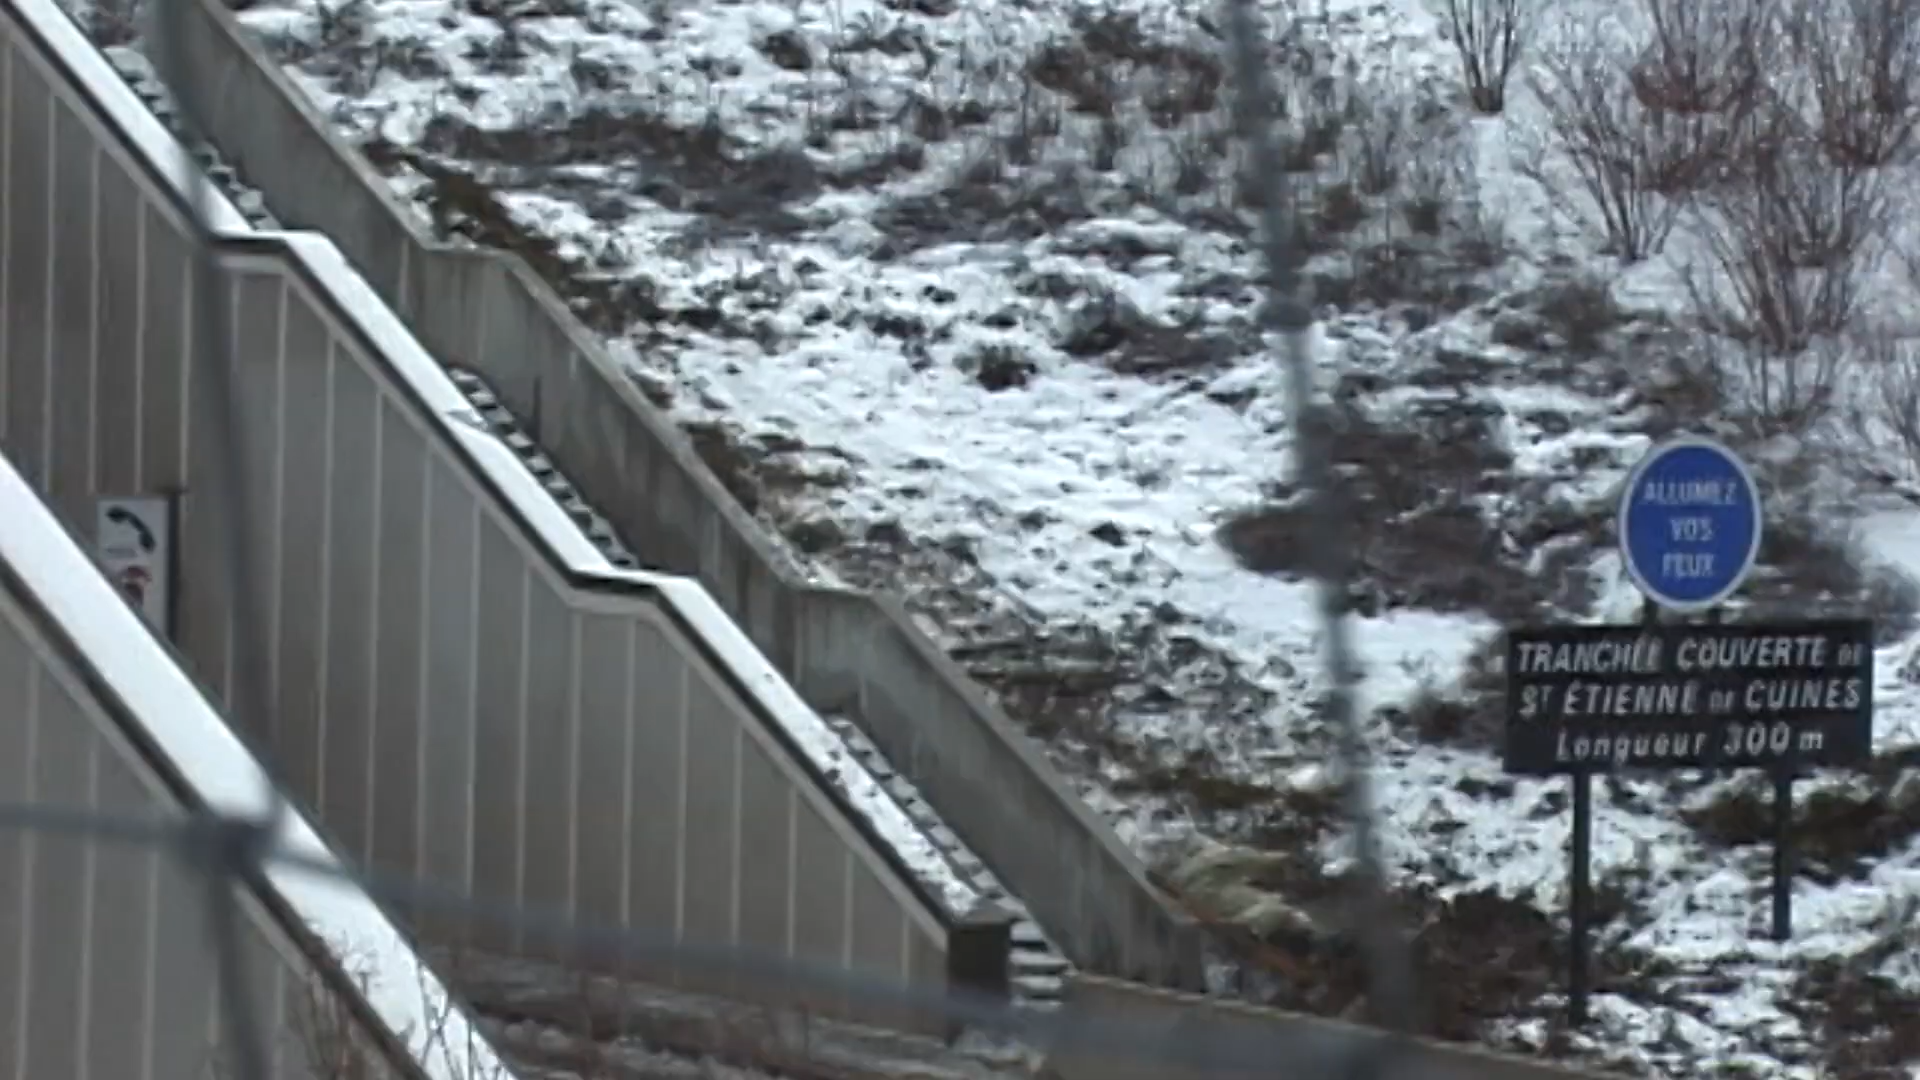 ALLUMEZ
VOS
FEUX
TRANCHÉE COUVERTE DE
ST ÉTIENNE DE CUINES
Longueur 300 m